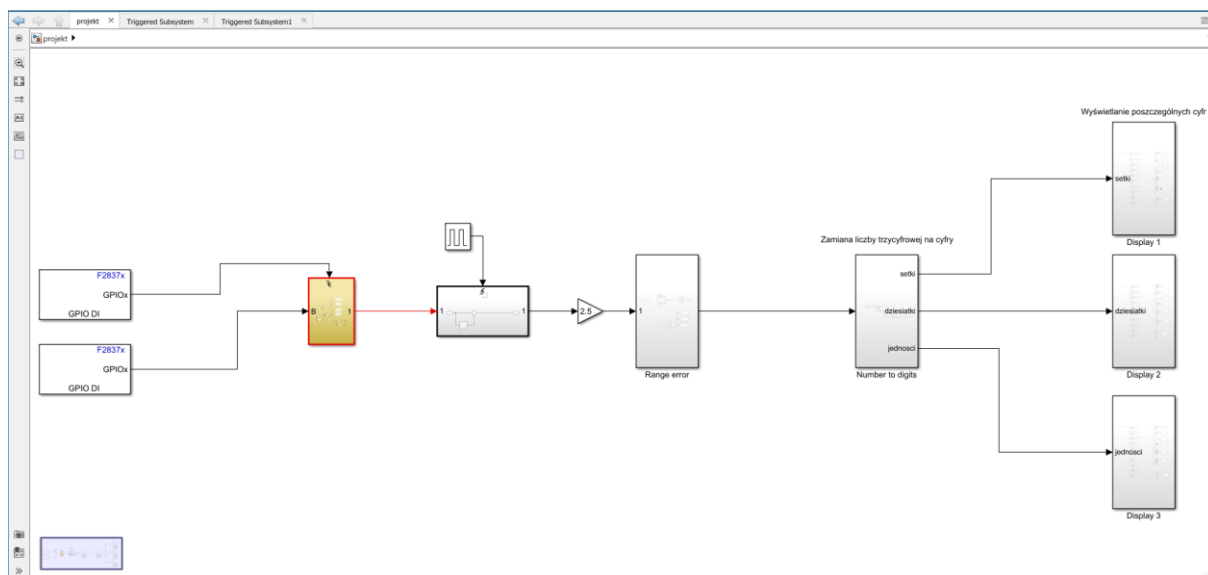 projekt
Triggered Subsystem
Triggered Subsystem1
projekt
Wyświetlanie poszczególnych cyfr
setki
Display 1
Zamiana liczby trzycyfrowej na cyfry
F2837x
GPIOx
GPIO DI
B
1
1
1
2.5
1
Range error
setki
dziesiatki
jednosci
Number to digits
dziesiatki
Display 2
F2837x
GPIOx
GPIO DI
jednosci
Display 3